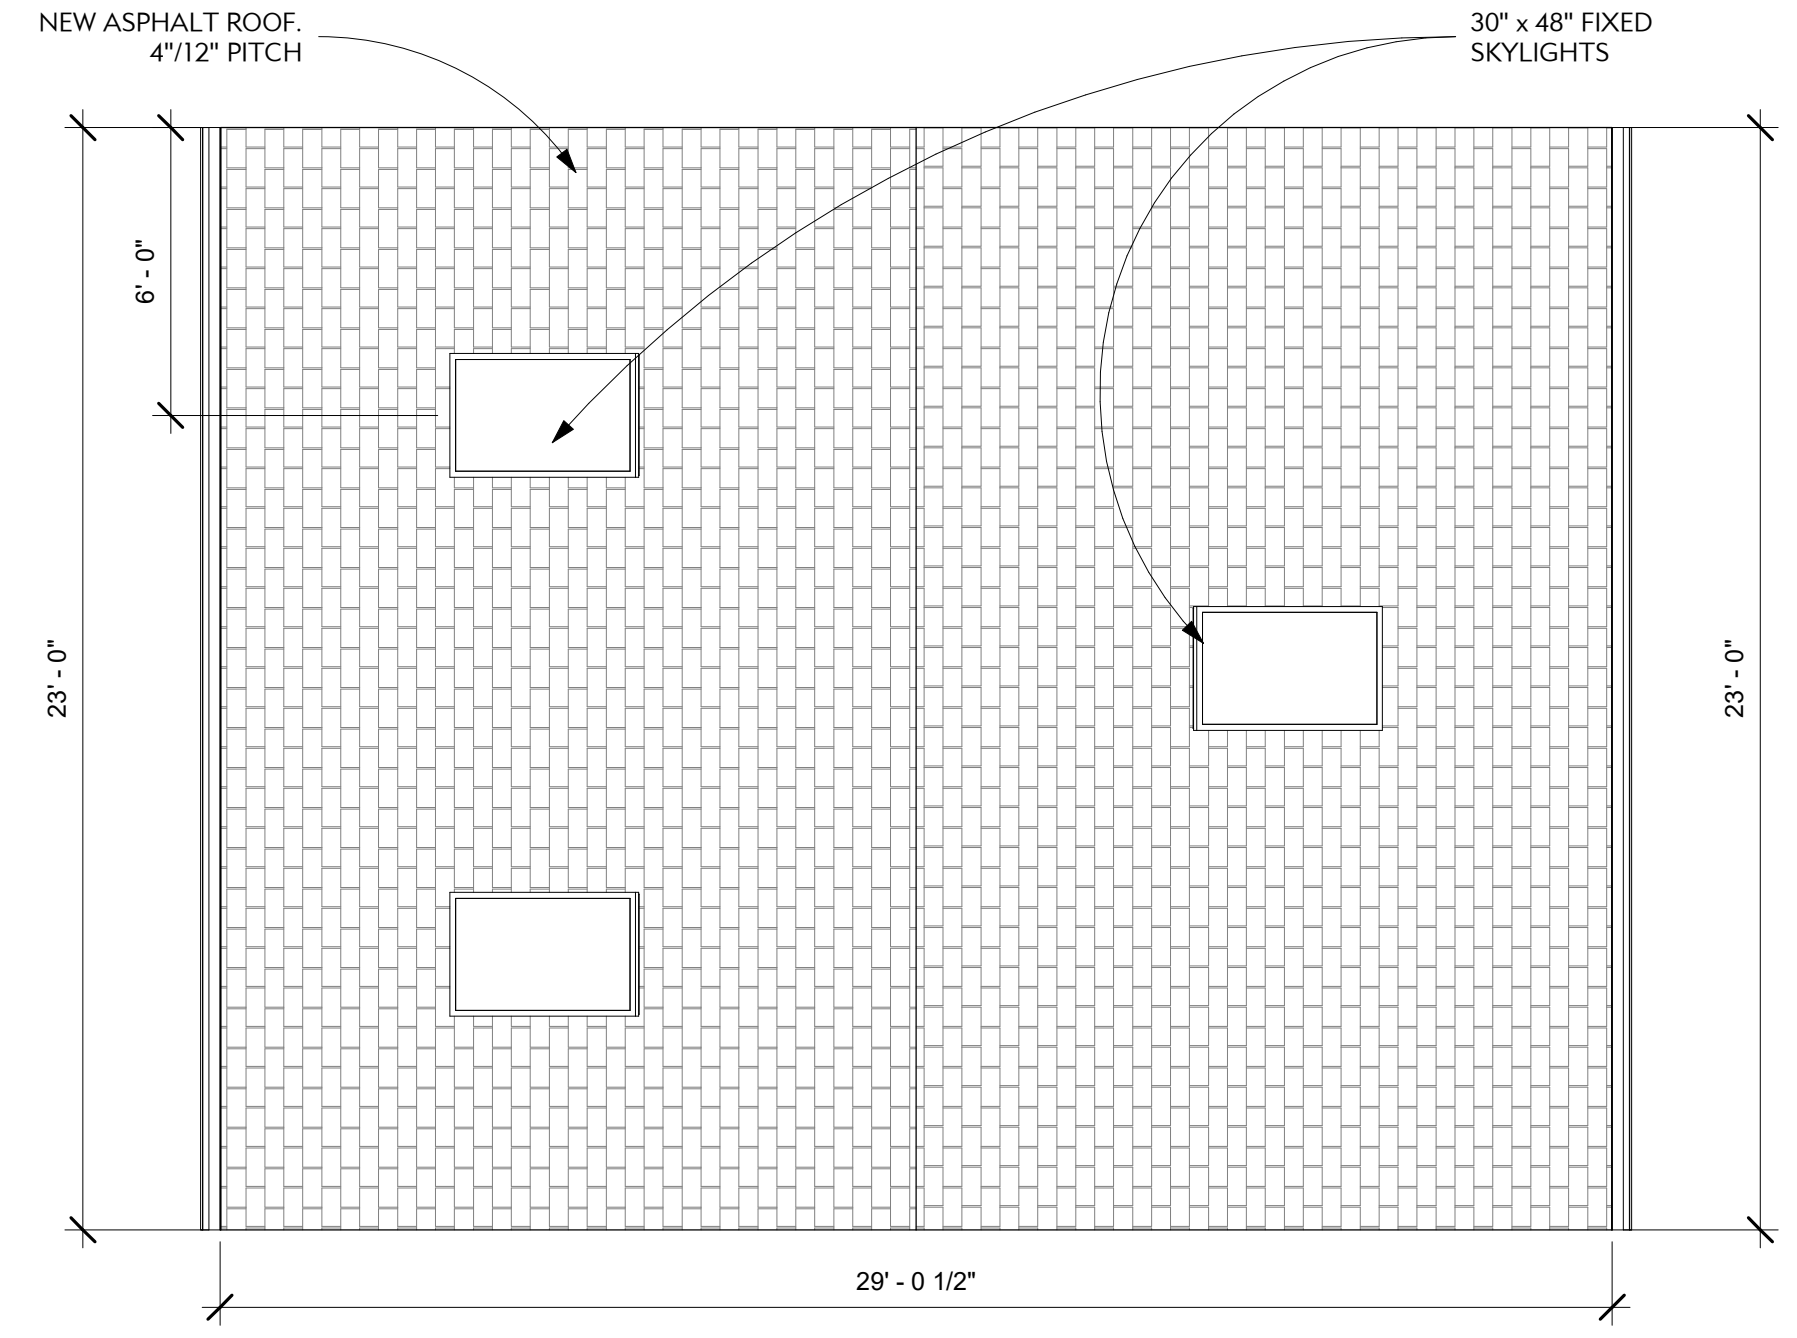 NEW ASPHALT ROOF.
4"/12" PITCH
30" x 48" FIXED
SKYLIGHTS
6' - 0"
23' - 0"
23' - 0"
29' - 0 1/2"